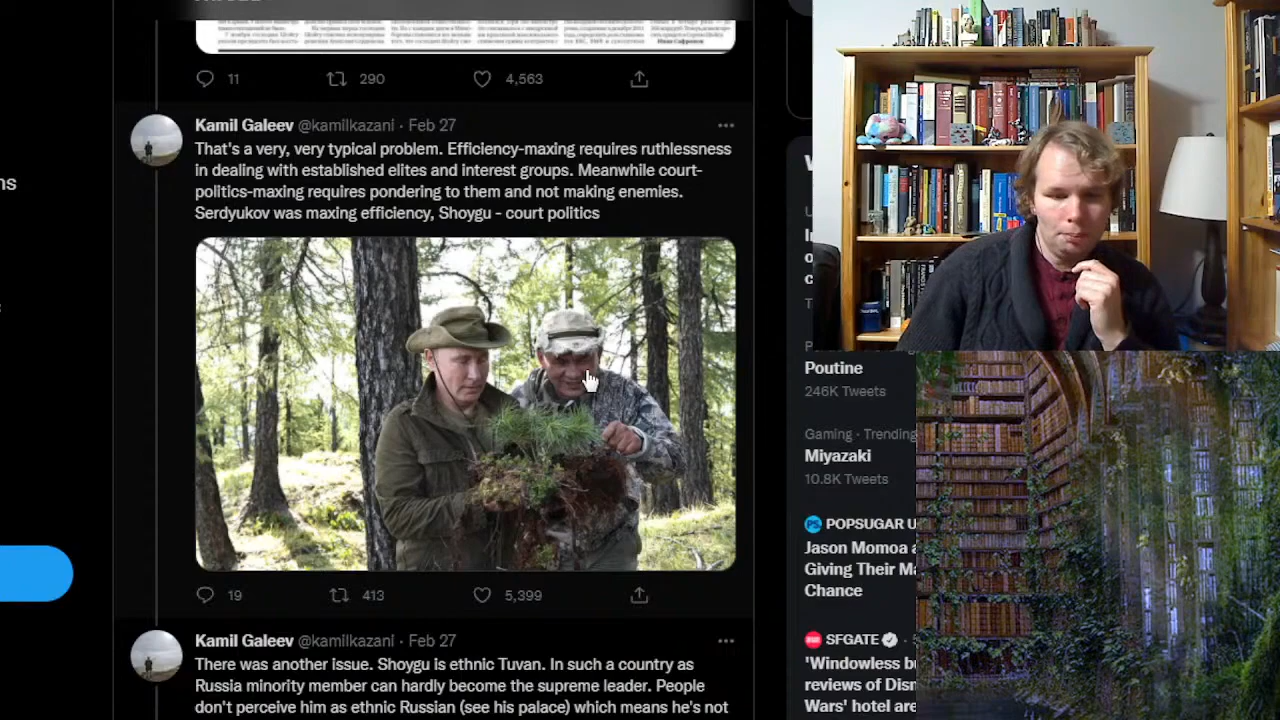 11
290
4,563
Kamil Galeev @kamilkazani · Feb 27
That's a very, very typical problem. Efficiency-maxing requires ruthlessness
in dealing with established elites and interest groups. Meanwhile court-
politics-maxing requires pondering to them and not making enemies.
Serdyukov was maxing efficiency, Shoygu - court politics
19
413
5,399
Kamil Galeev @kamilkazani · Feb 27
There was another issue. Shoygu is ethnic Tuvan. In such a country as
Russia minority member can hardly become the supreme leader. People
don't perceive him as ethnic Russian (see his palace) which means he's not
ns
Poutine
246K Tweets
Gaming · Trending
Miyazaki
10.8K Tweets
POPSUGAR U
Jason Momoa a
Giving Their Ma
Chance
SFGATE
'Windowless bu
reviews of Disn
Wars' hotel are